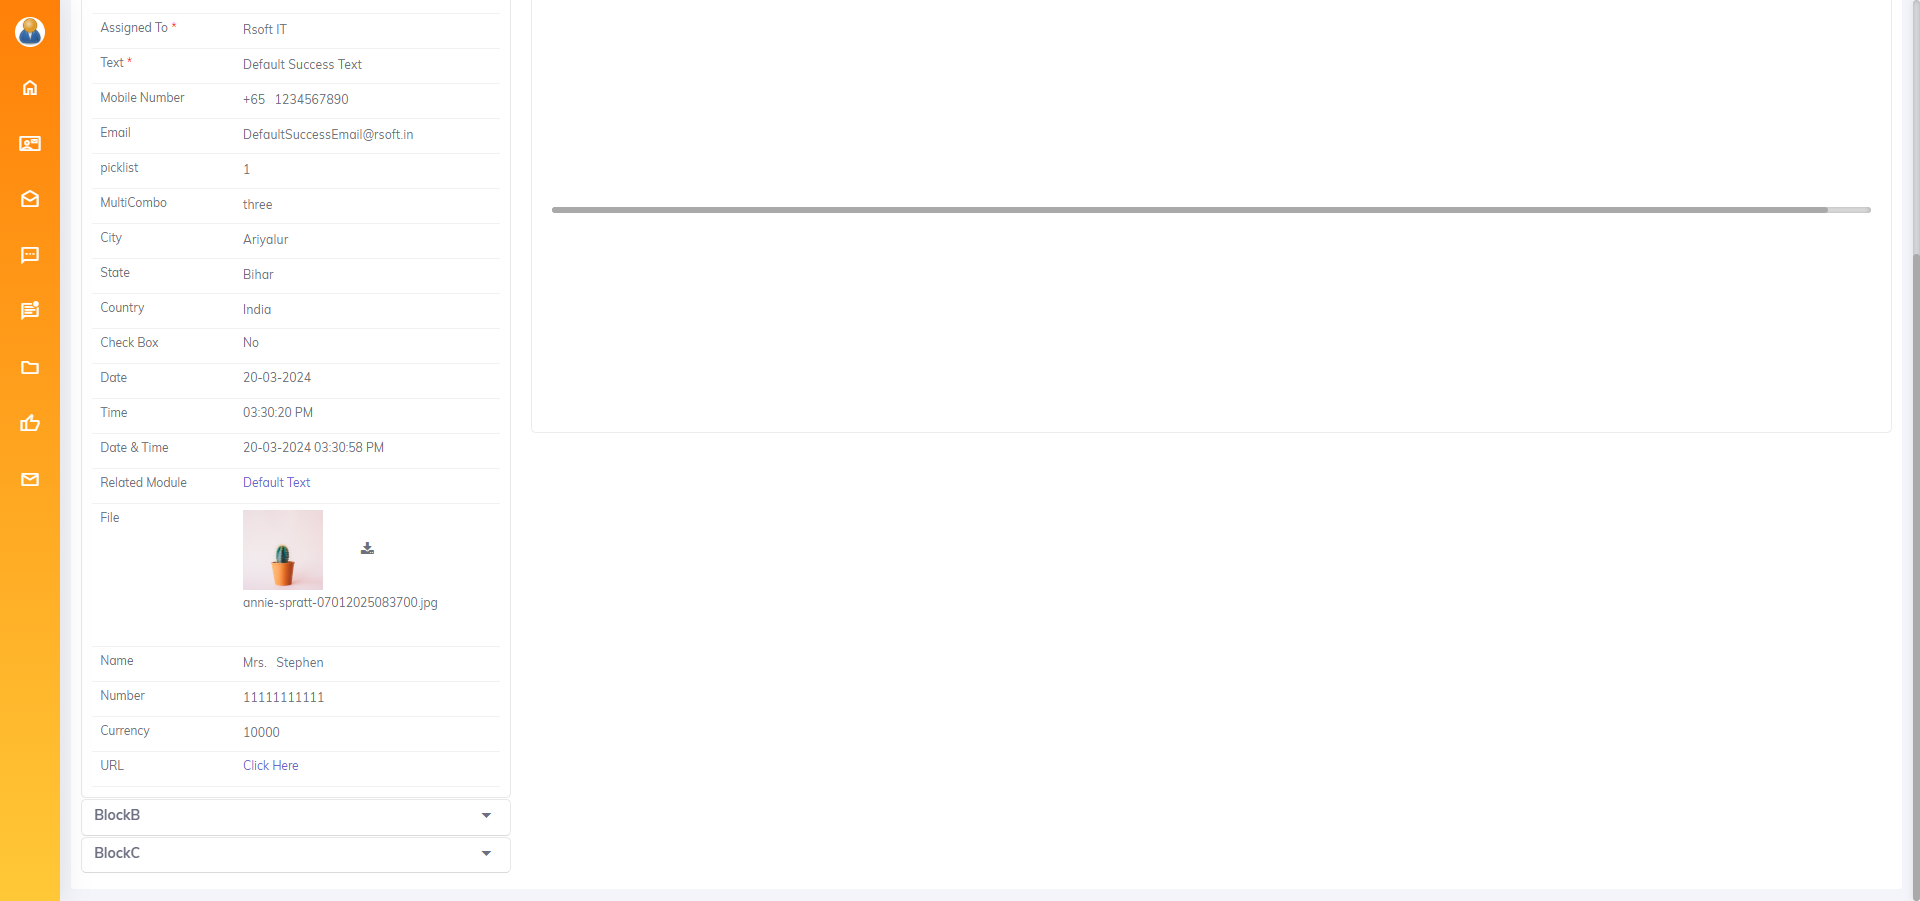 Assigned To * Rsoft IT
Text * Default Success Text
Mobile Number +65 1234567890
Email DefaultSuccessEmail@rsoft.in
picklist 1
MultiCombo three
City Ariyalur
State Bihar
Country India
Check Box No
Date 20-03-2024
Time 03:30:20 PM
Date & Time 20-03-2024 03:30:58 PM
Related Module Default Text
File
annie-spratt-07012025083700.jpg
Name Mrs. Stephen
Number 11111111111
Currency 10000
URL Click Here
BlockB
BlockC